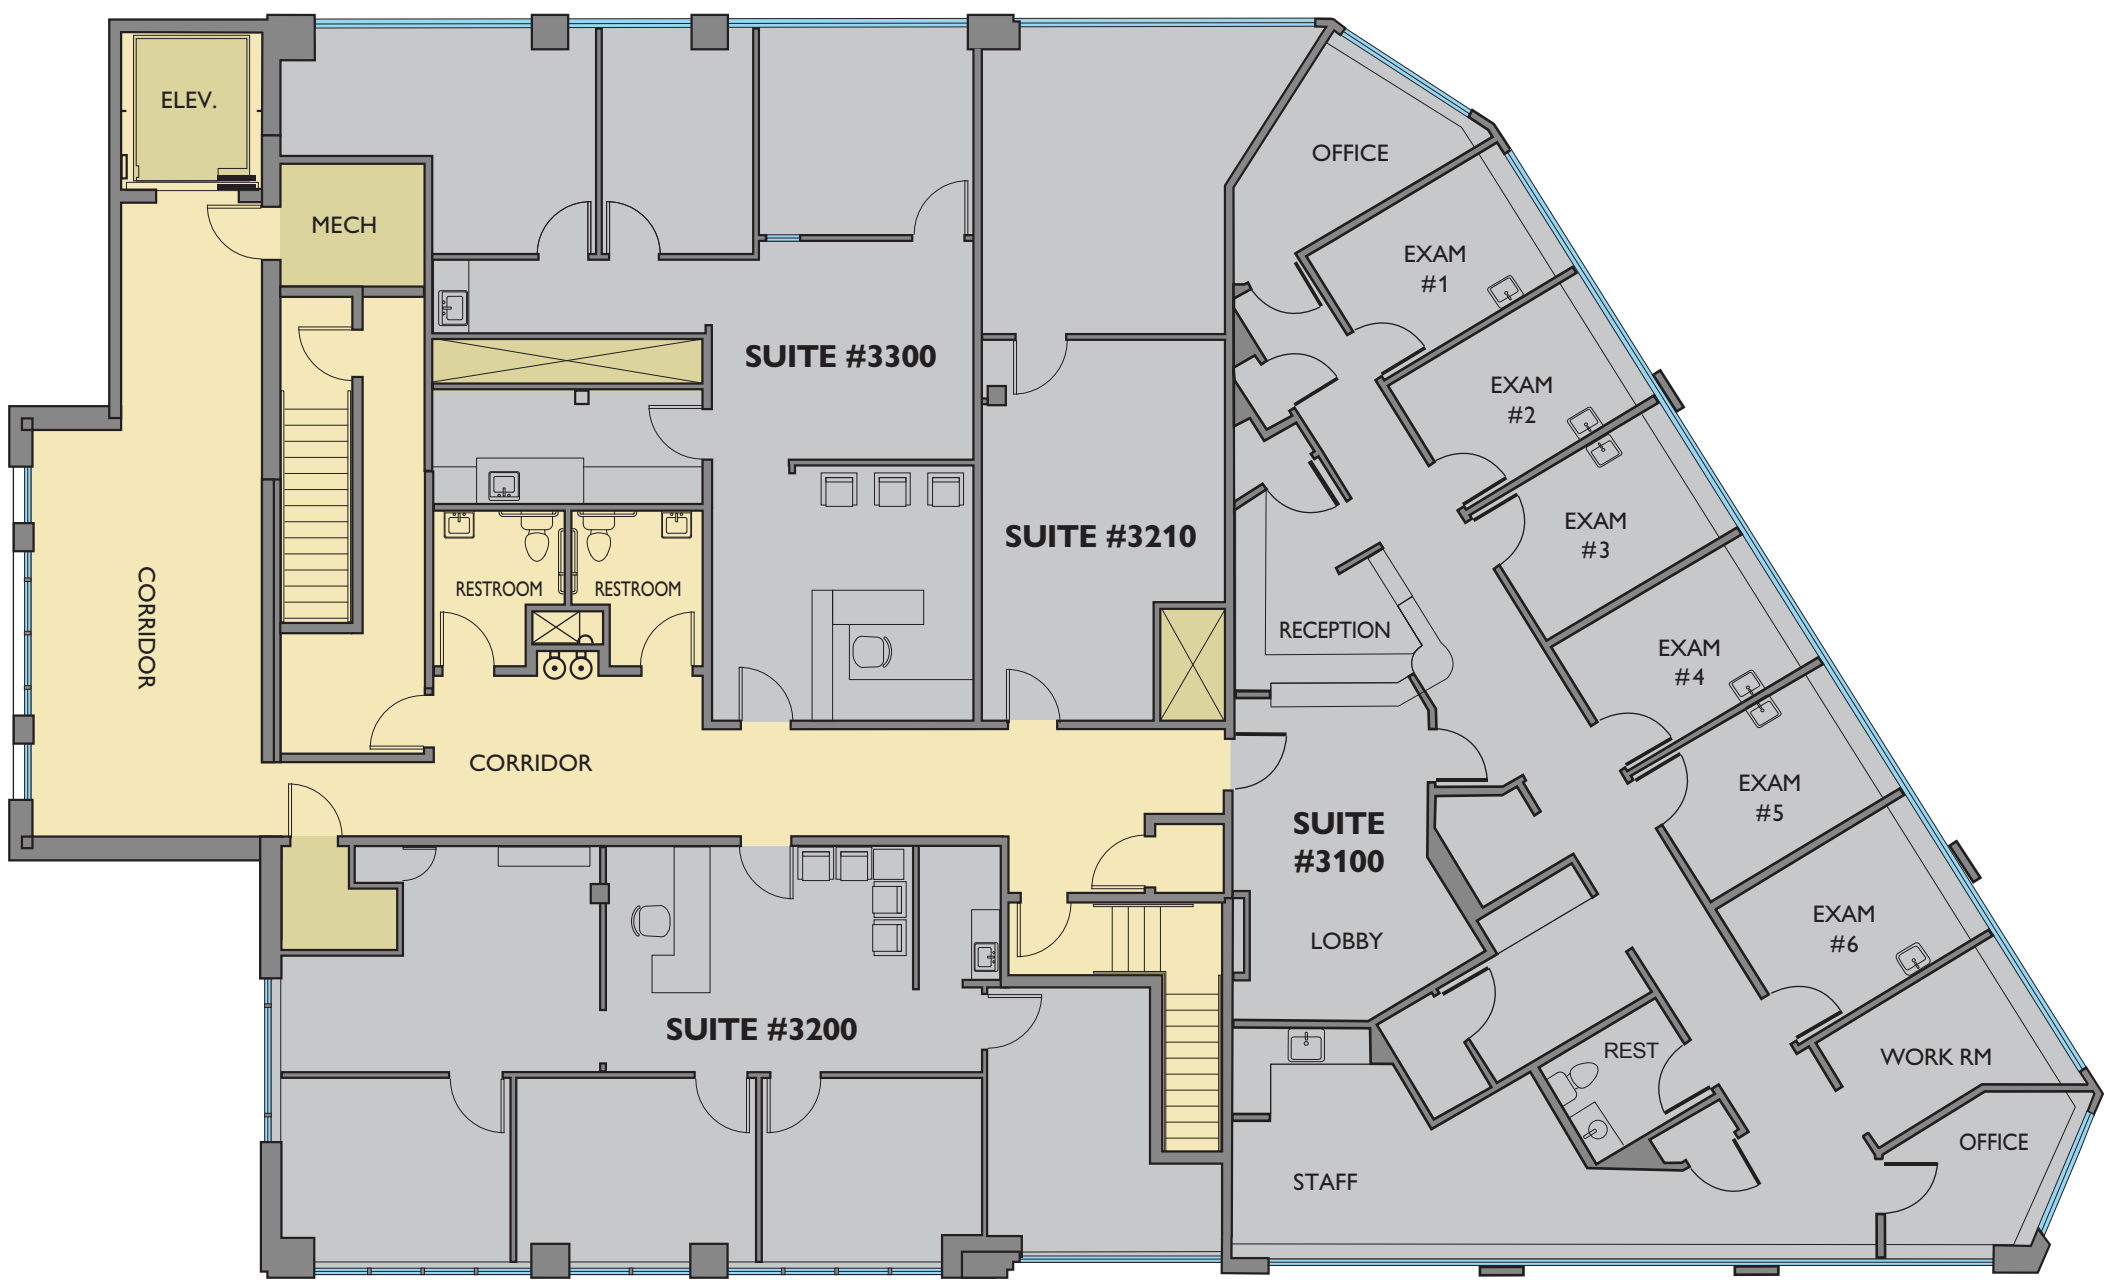 ELEV.
MECH
OFFICE
EXAM
#1
SUITE #3300
EXAM
#2
SUITE #3210
EXAM
#3
CORRIDOR
RESTROOM
RESTROOM
RECEPTION
EXAM
#4
CORRIDOR
EXAM
#5
SUITE
#3100
EXAM
#6
LOBBY
SUITE #3200
REST
WORK RM
OFFICE
STAFF